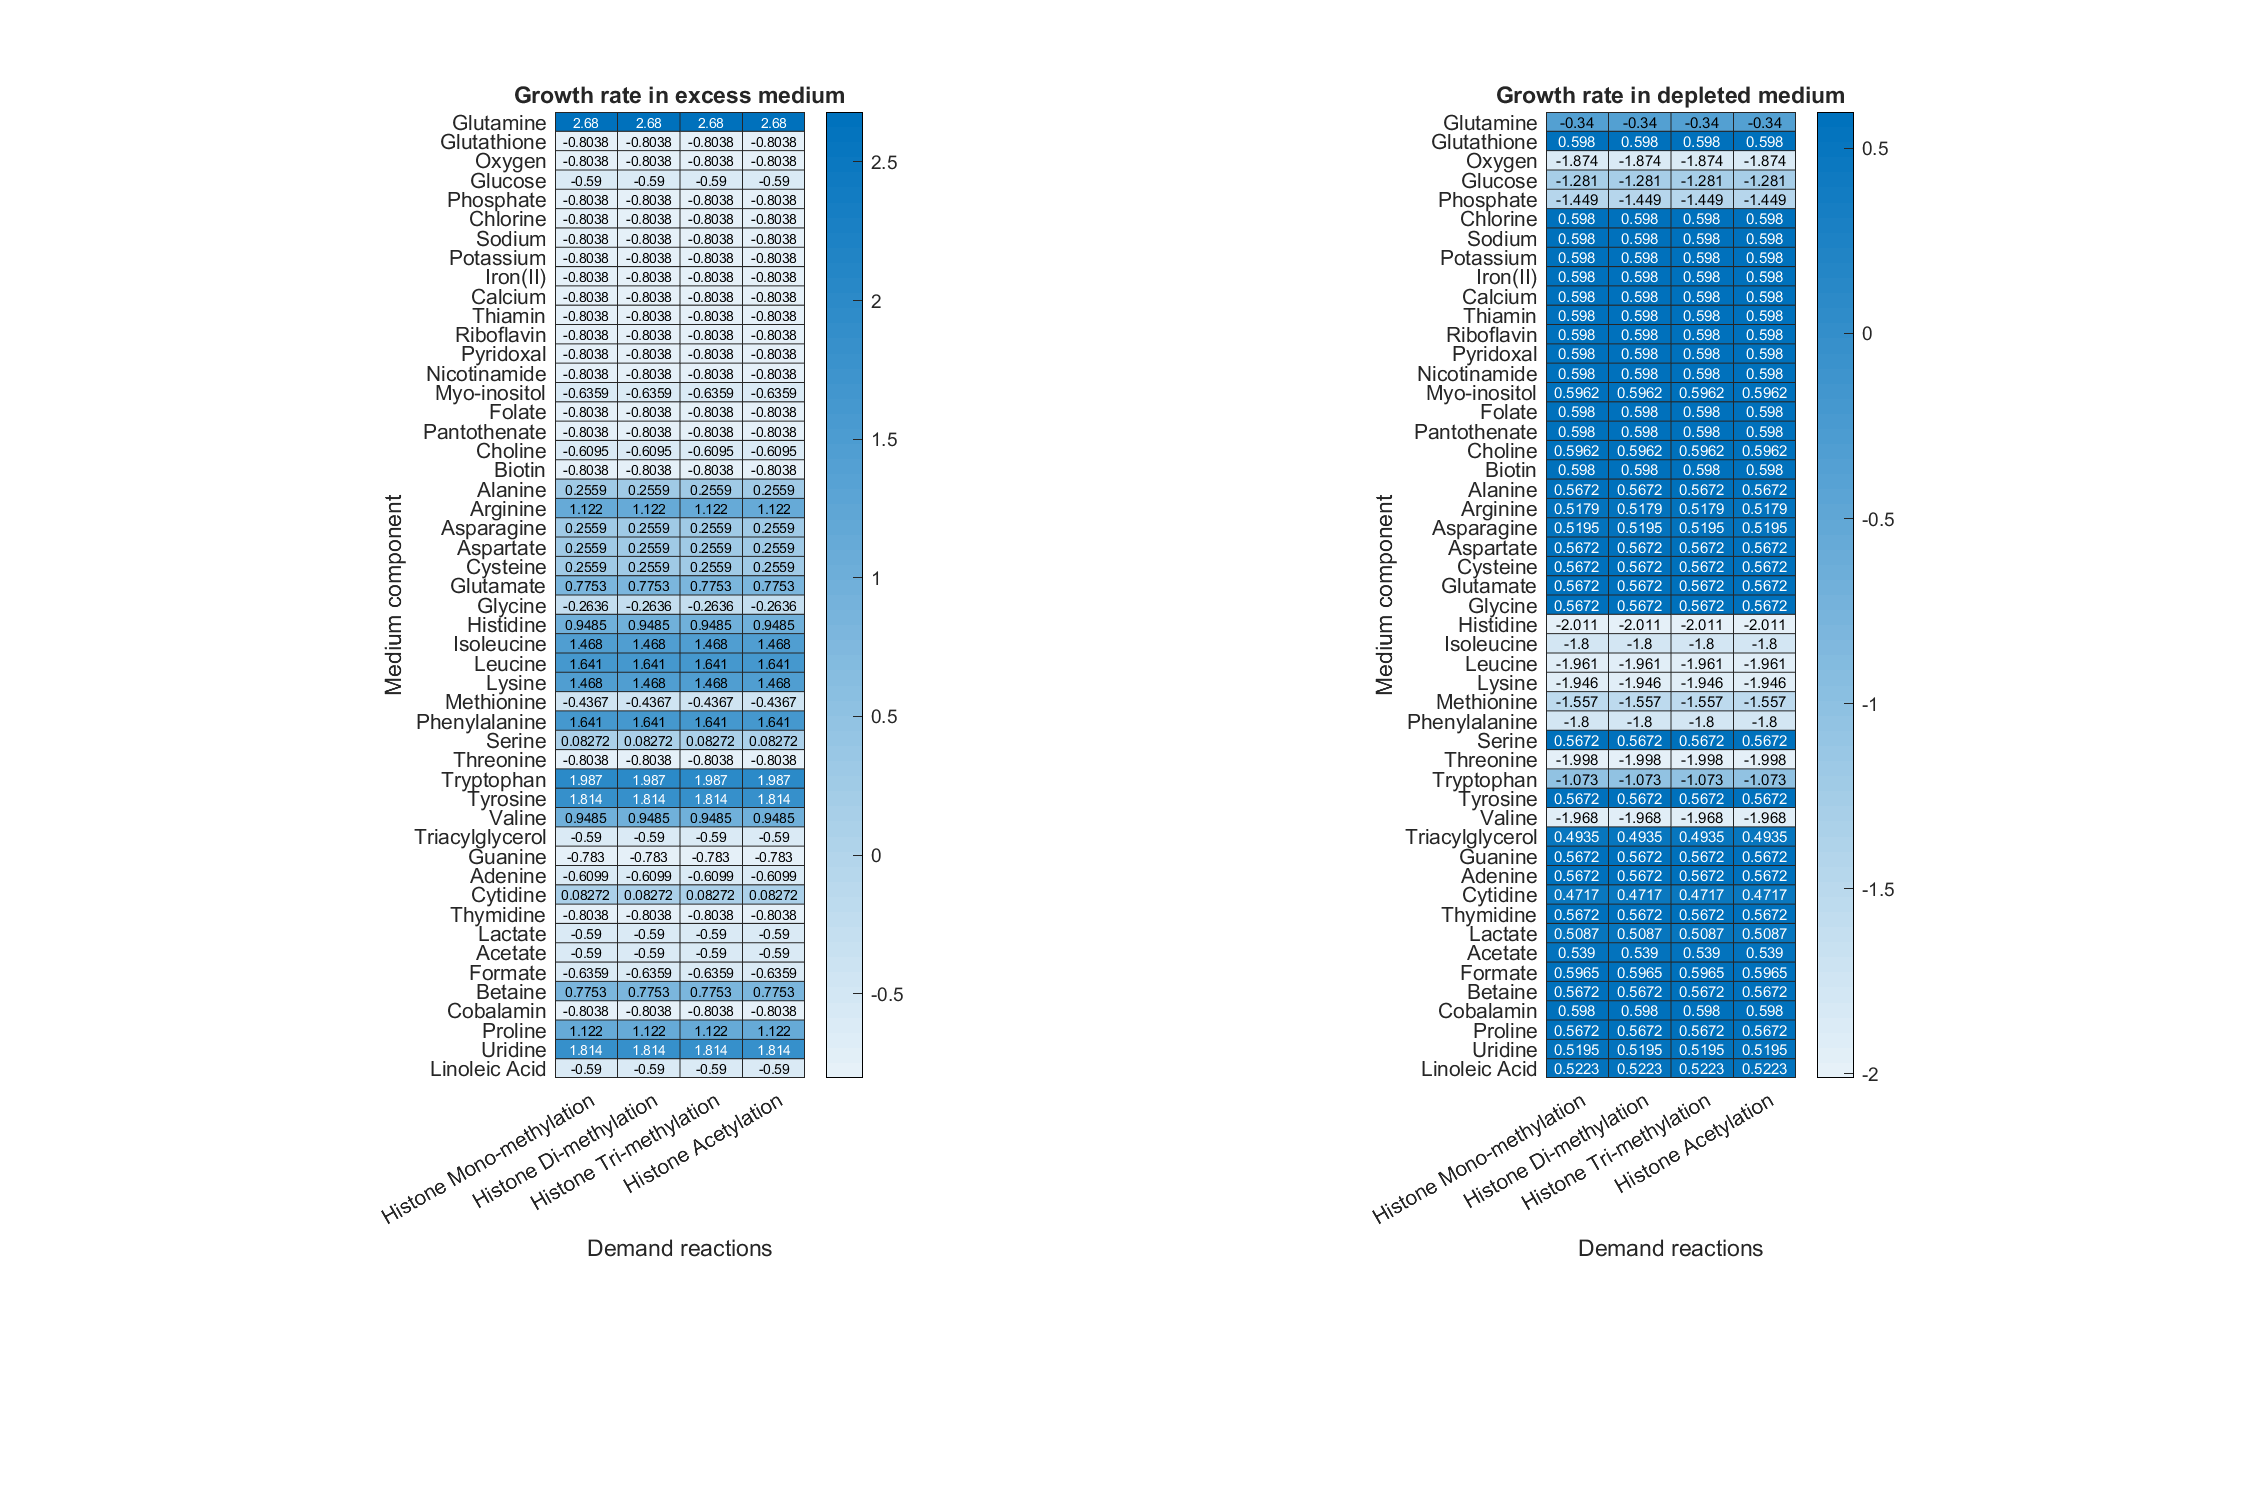 Growth rate in excess medium
Glutamine 2.68 2.68 2.68 2.68
Glutathione -0.8038 -0.8038 -0.8038 -0.8038
Oxygen -0.8038 -0.8038 -0.8038 -0.8038
Glucose -0.59 -0.59 -0.59 -0.59
Phosphate -0.8038 -0.8038 -0.8038 -0.8038
Chlorine -0.8038 -0.8038 -0.8038 -0.8038
Sodium -0.8038 -0.8038 -0.8038 -0.8038
Potassium -0.8038 -0.8038 -0.8038 -0.8038
Iron(II) -0.8038 -0.8038 -0.8038 -0.8038
Calcium -0.8038 -0.8038 -0.8038 -0.8038
Thiamin -0.8038 -0.8038 -0.8038 -0.8038
Riboflavin -0.8038 -0.8038 -0.8038 -0.8038
Pyridoxal -0.8038 -0.8038 -0.8038 -0.8038
Nicotinamide -0.8038 -0.8038 -0.8038 -0.8038
Myo-inositol -0.6359 -0.6359 -0.6359 -0.6359
Folate -0.8038 -0.8038 -0.8038 -0.8038
Pantothenate -0.8038 -0.8038 -0.8038 -0.8038
Choline -0.6095 -0.6095 -0.6095 -0.6095
Biotin -0.8038 -0.8038 -0.8038 -0.8038
Alanine 0.2559 0.2559 0.2559 0.2559
Arginine 1.122 1.122 1.122 1.122
Asparagine 0.2559 0.2559 0.2559 0.2559
Aspartate 0.2559 0.2559 0.2559 0.2559
Cysteine 0.2559 0.2559 0.2559 0.2559
Glutamate 0.7753 0.7753 0.7753 0.7753
Glycine -0.2636 -0.2636 -0.2636 -0.2636
Histidine 0.9485 0.9485 0.9485 0.9485
Isoleucine 1.468 1.468 1.468 1.468
Leucine 1.641 1.641 1.641 1.641
Lysine 1.468 1.468 1.468 1.468
Methionine -0.4367 -0.4367 -0.4367 -0.4367
Phenylalanine 1.641 1.641 1.641 1.641
Serine 0.08272 0.08272 0.08272 0.08272
Threonine -0.8038 -0.8038 -0.8038 -0.8038
Tryptophan 1.987 1.987 1.987 1.987
Tyrosine 1.814 1.814 1.814 1.814
Valine 0.9485 0.9485 0.9485 0.9485
Triacylglycerol -0.59 -0.59 -0.59 -0.59
Guanine -0.783 -0.783 -0.783 -0.783
Adenine -0.6099 -0.6099 -0.6099 -0.6099
Cytidine 0.08272 0.08272 0.08272 0.08272
Thymidine -0.8038 -0.8038 -0.8038 -0.8038
Lactate -0.59 -0.59 -0.59 -0.59
Acetate -0.59 -0.59 -0.59 -0.59
Formate -0.6359 -0.6359 -0.6359 -0.6359
Betaine 0.7753 0.7753 0.7753 0.7753
Cobalamin -0.8038 -0.8038 -0.8038 -0.8038
Proline 1.122 1.122 1.122 1.122
Uridine 1.814 1.814 1.814 1.814
Linoleic Acid -0.59 -0.59 -0.59 -0.59
Medium component
Histone Mono-methylation
Histone Di-methylation
Histone Tri-methylation
Histone Acetylation
Demand reactions
2.5
2
1.5
1
0.5
0
-0.5
Growth rate in depleted medium
Glutamine -0.34 -0.34 -0.34 -0.34
Glutathione 0.598 0.598 0.598 0.598
Oxygen -1.874 -1.874 -1.874 -1.874
Glucose -1.281 -1.281 -1.281 -1.281
Phosphate -1.449 -1.449 -1.449 -1.449
Chlorine 0.598 0.598 0.598 0.598
Sodium 0.598 0.598 0.598 0.598
Potassium 0.598 0.598 0.598 0.598
Iron(II) 0.598 0.598 0.598 0.598
Calcium 0.598 0.598 0.598 0.598
Thiamin 0.598 0.598 0.598 0.598
Riboflavin 0.598 0.598 0.598 0.598
Pyridoxal 0.598 0.598 0.598 0.598
Nicotinamide 0.598 0.598 0.598 0.598
Myo-inositol 0.5962 0.5962 0.5962 0.5962
Folate 0.598 0.598 0.598 0.598
Pantothenate 0.598 0.598 0.598 0.598
Choline 0.5962 0.5962 0.5962 0.5962
Biotin 0.598 0.598 0.598 0.598
Alanine 0.5672 0.5672 0.5672 0.5672
Arginine 0.5179 0.5179 0.5179 0.5179
Asparagine 0.5195 0.5195 0.5195 0.5195
Aspartate 0.5672 0.5672 0.5672 0.5672
Cysteine 0.5672 0.5672 0.5672 0.5672
Glutamate 0.5672 0.5672 0.5672 0.5672
Glycine 0.5672 0.5672 0.5672 0.5672
Histidine -2.011 -2.011 -2.011 -2.011
Isoleucine -1.8 -1.8 -1.8 -1.8
Leucine -1.961 -1.961 -1.961 -1.961
Lysine -1.946 -1.946 -1.946 -1.946
Methionine -1.557 -1.557 -1.557 -1.557
Phenylalanine -1.8 -1.8 -1.8 -1.8
Serine 0.5672 0.5672 0.5672 0.5672
Threonine -1.998 -1.998 -1.998 -1.998
Tryptophan -1.073 -1.073 -1.073 -1.073
Tyrosine 0.5672 0.5672 0.5672 0.5672
Valine -1.968 -1.968 -1.968 -1.968
Triacylglycerol 0.4935 0.4935 0.4935 0.4935
Guanine 0.5672 0.5672 0.5672 0.5672
Adenine 0.5672 0.5672 0.5672 0.5672
Cytidine 0.4717 0.4717 0.4717 0.4717
Thymidine 0.5672 0.5672 0.5672 0.5672
Lactate 0.5087 0.5087 0.5087 0.5087
Acetate 0.539 0.539 0.539 0.539
Formate 0.5965 0.5965 0.5965 0.5965
Betaine 0.5672 0.5672 0.5672 0.5672
Cobalamin 0.598 0.598 0.598 0.598
Proline 0.5672 0.5672 0.5672 0.5672
Uridine 0.5195 0.5195 0.5195 0.5195
Linoleic Acid 0.5223 0.5223 0.5223 0.5223
Medium component
Histone Mono-methylation
Histone Di-methylation
Histone Tri-methylation
Histone Acetylation
Demand reactions
0.5
0
-0.5
-1
-1.5
-2